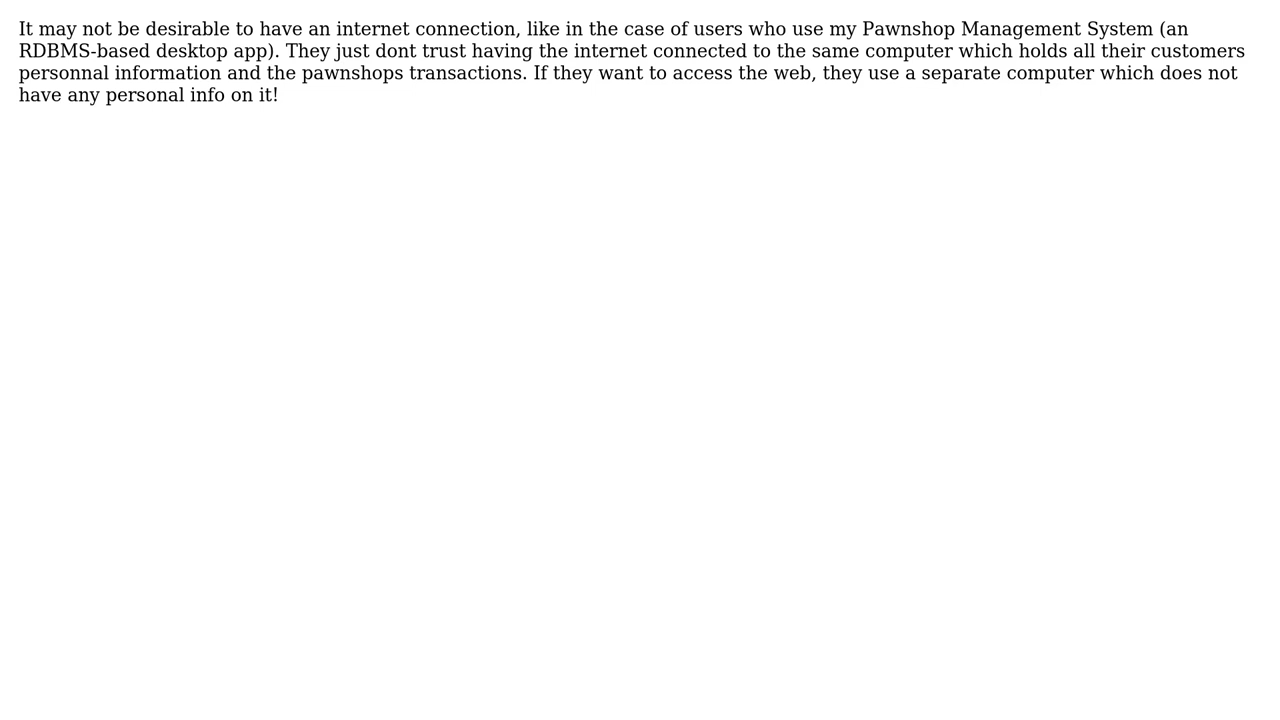 It may not be desirable to have an internet connection, like in the case of users who use my Pawnshop Management System (an
RDBMS-based desktop app). They just dont trust having the internet connected to the same computer which holds all their customers
personnal information and the pawnshops transactions. If they want to access the web, they use a separate computer which does not
have any personal info on it!